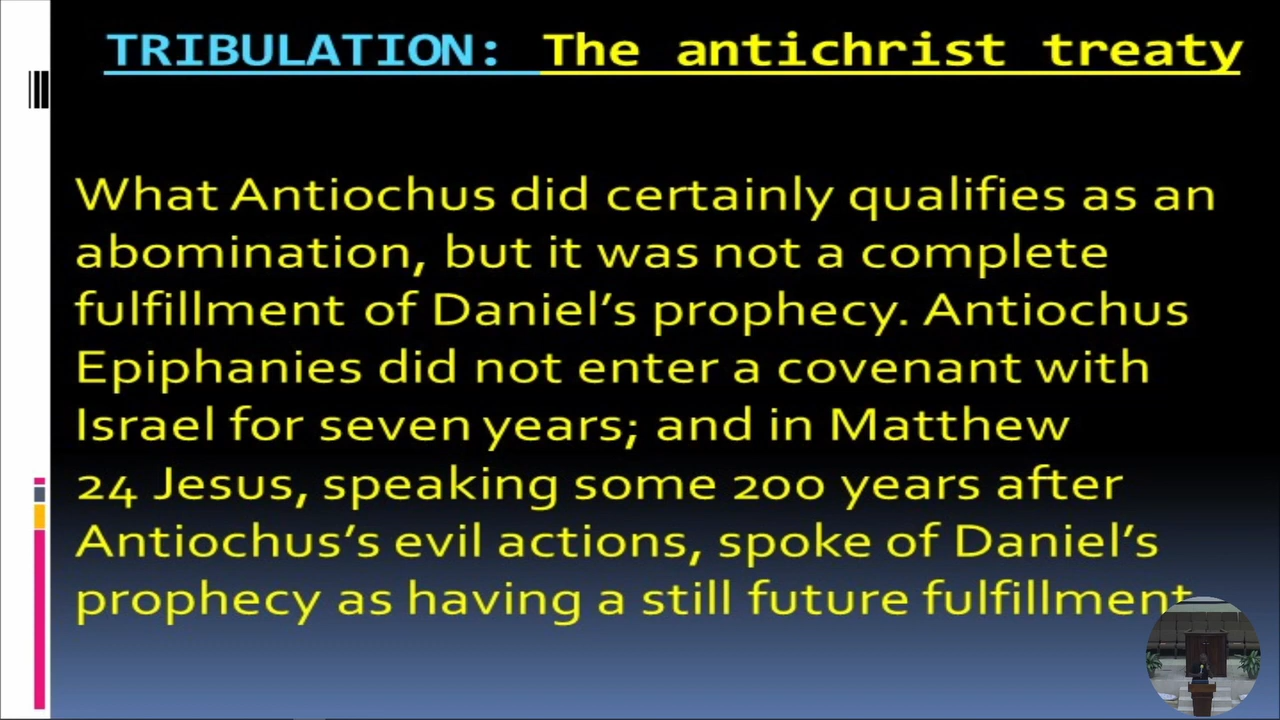 TRIBULATION: The antichrist treaty
What Antiochus did certainly qualifies as an
abomination, but it was not a complete
fulfillment of Daniel’s prophecy. Antiochus
Epiphanies did not enter a covenant with
Israel for seven years; and in Matthew
24 Jesus, speaking some 200 years after
Antiochus’s evil actions, spoke of Daniel’s
prophecy as having a still future fulfillment